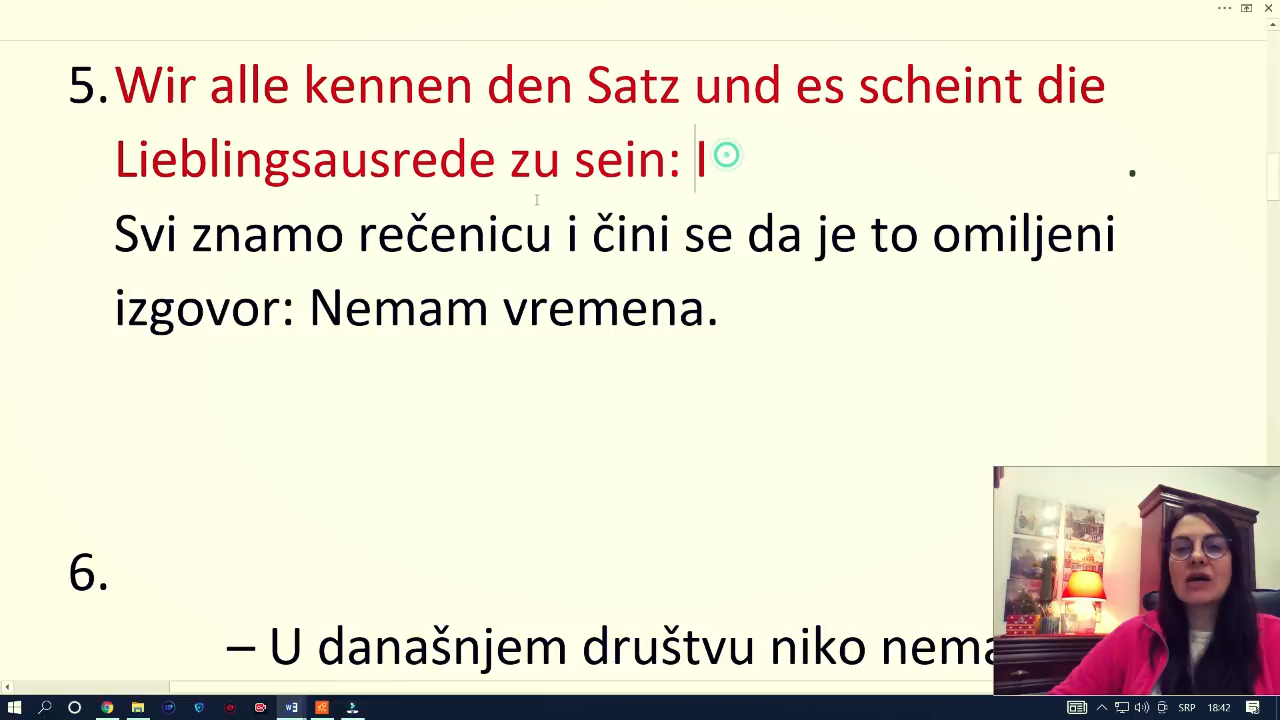 5. Wir alle kennen den Satz und es scheint die
Lieblingsausrede zu sein: I .
Svi znamo rečenicu i čini se da je to omiljeni
izgovor: Nemam vremena.
6.
– U današnjem društvu niko nema
SRP 18:42